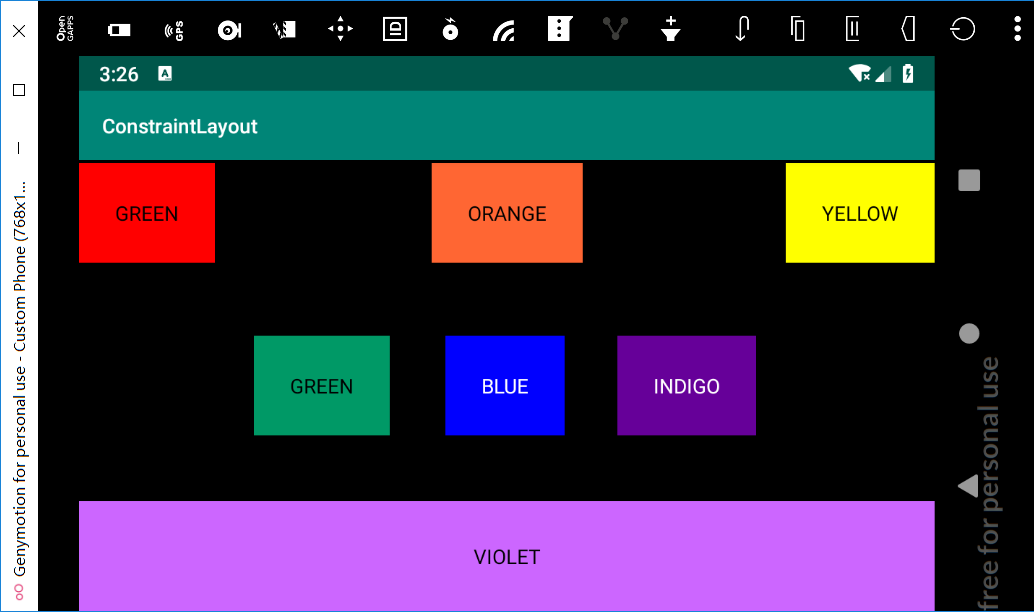 Open
GAPPS
GPS
ID
3:26
A
ConstraintLayout
GREEN
ORANGE
YELLOW
GREEN
BLUE
INDIGO
VIOLET
Genymotion for personal use - Custom Phone (768x1...
free for personal use